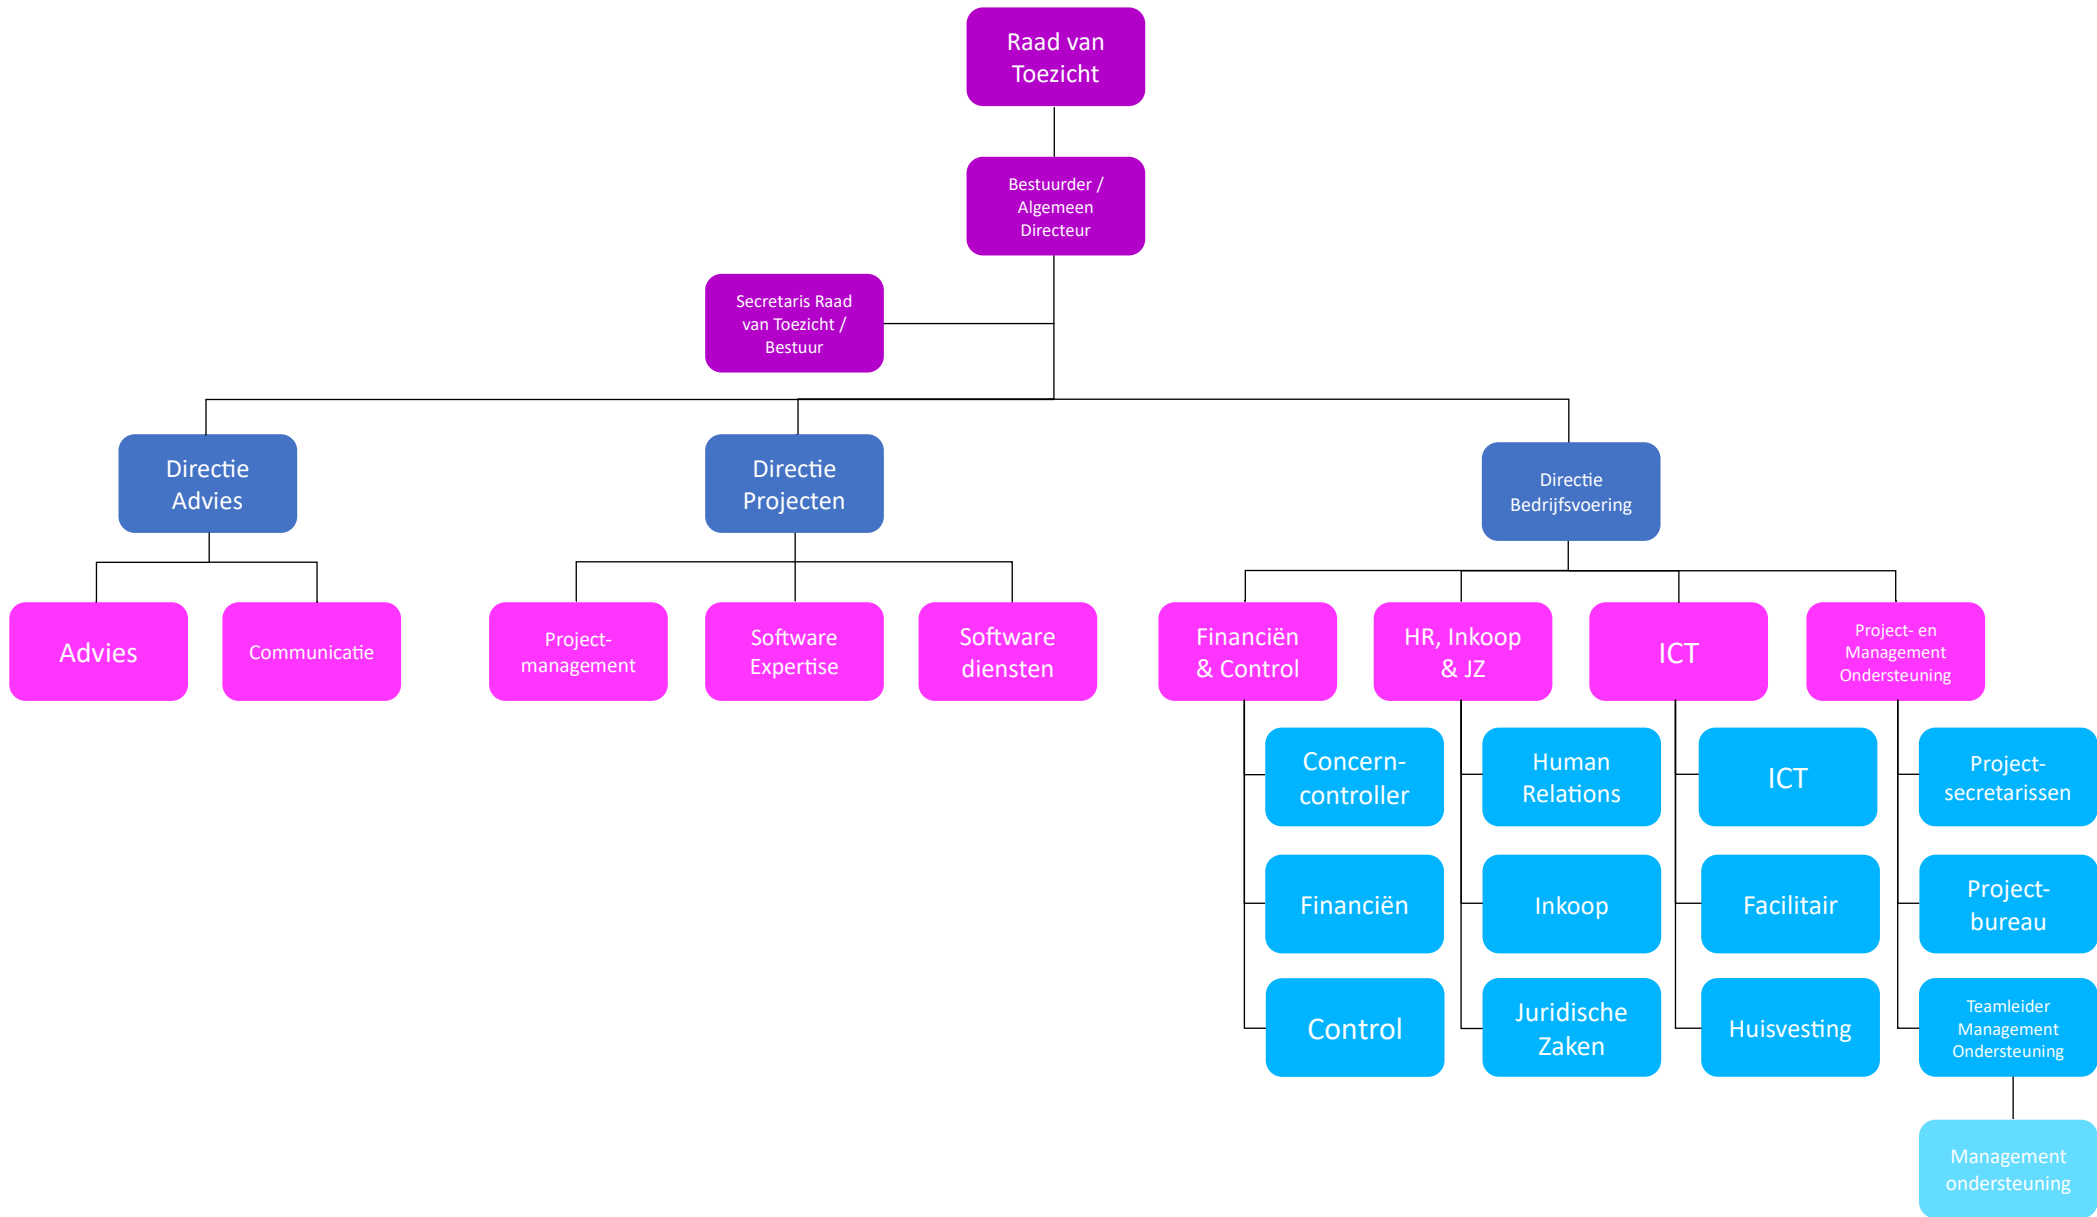 Raad van
Toezicht
Bestuurder /
Algemeen
Directeur
Secretaris Raad
van Toezicht /
Bestuur
Directie
Advies
Directie
Projecten
Directie
Bedrijfsvoering
Advies
Communicatie
Project-
management
Software
Expertise
Software
diensten
Financiën
& Control
HR, Inkoop
& JZ
ICT
Project- en
Management
Ondersteuning
Concern-
controller
Human
Relations
ICT
Project-
secretarissen
Financiën
Inkoop
Facilitair
Project-
bureau
Control
Juridische
Zaken
Huisvesting
Teamleider
Management
Ondersteuning
Management
ondersteuning